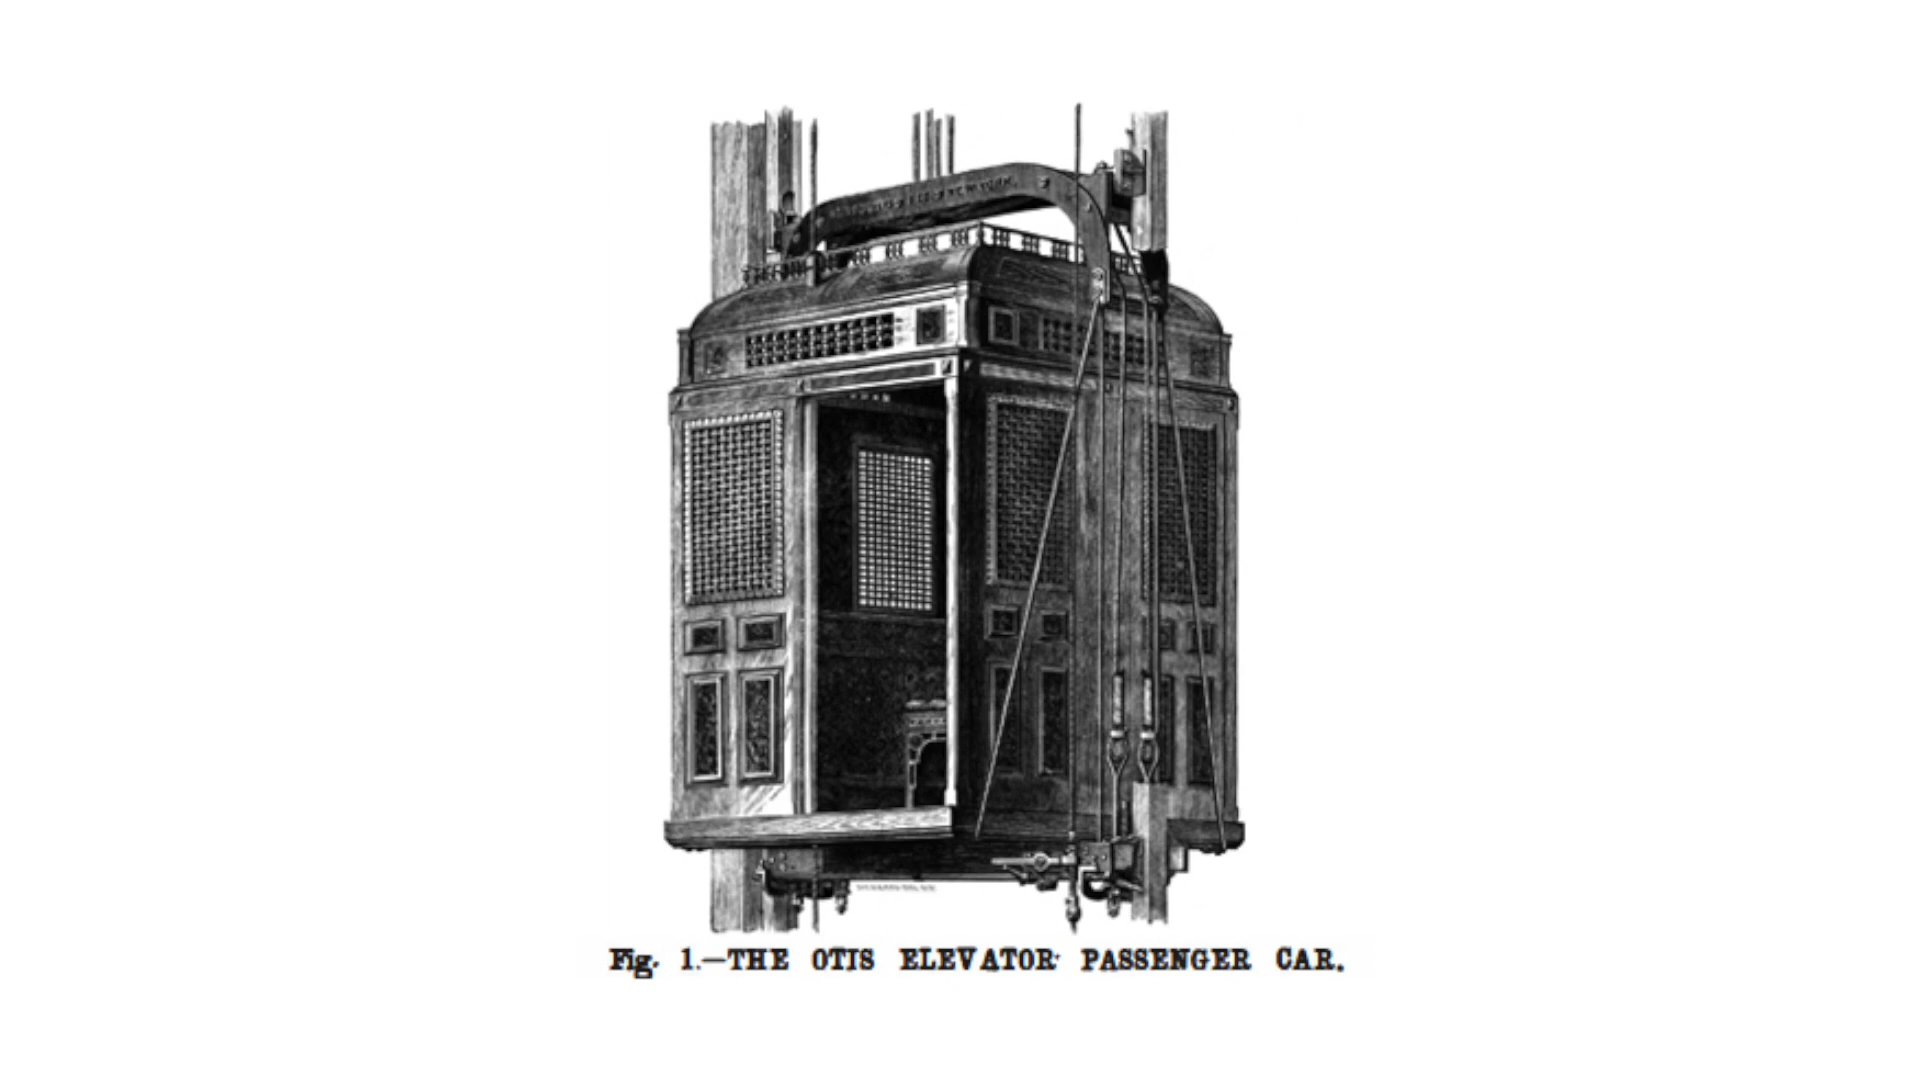 Fig. 1.—THE OTIS ELEVATOR PASSENGER CAR.